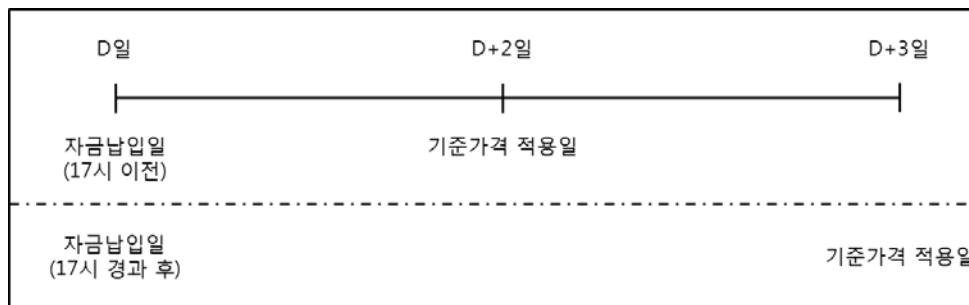 D일 D+2일 D+3일
자금납입일 기준가격 적용일
(17시 이전)
자금납입일 기준가격 적용일
(17시 경과 후)